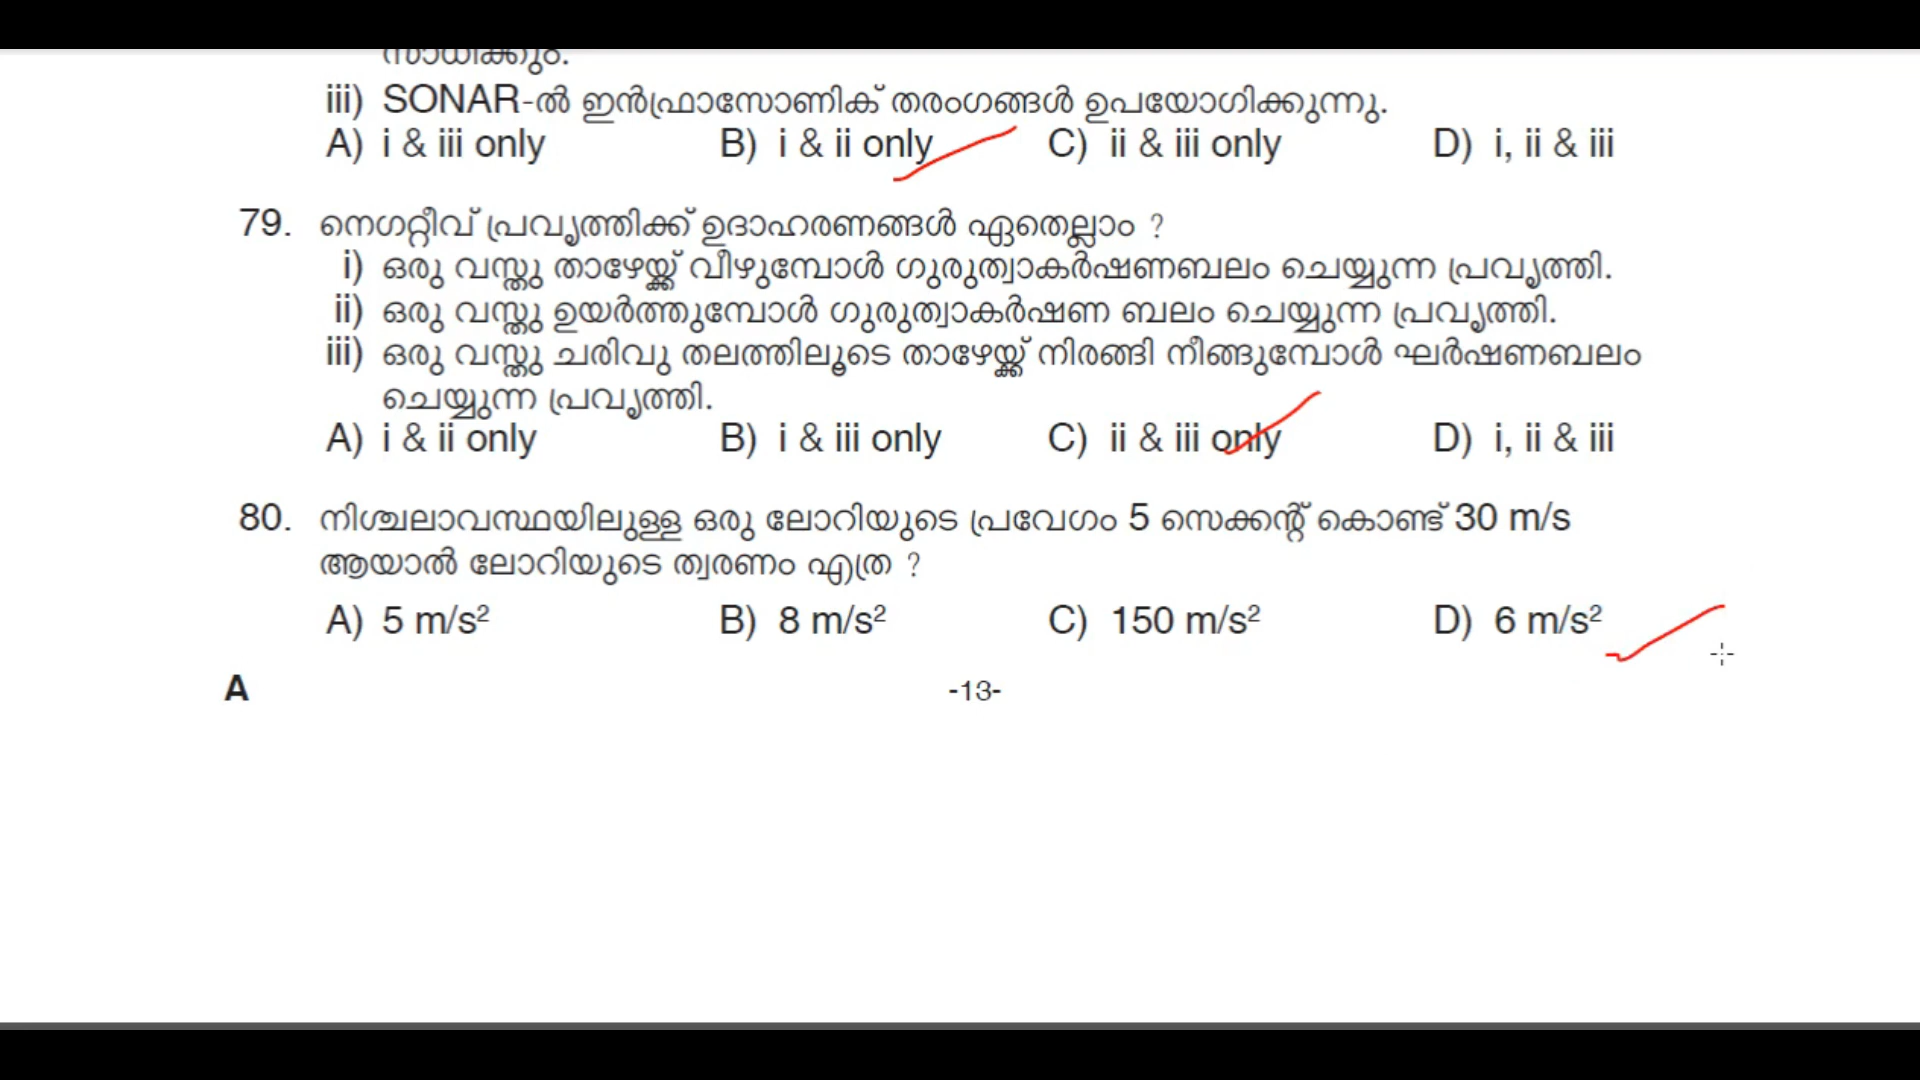 സാധിക്കും.
iii) SONAR-ൽ ഇൻഫ്രാസോണിക് തരംഗങ്ങൾ ഉപയോഗിക്കുന്നു.
A) i & iii only B) i & ii only C) ii & iii only D) i, ii & iii
79. നെഗറ്റീവ് പ്രവൃത്തിക്ക് ഉദാഹരണങ്ങൾ ഏതെല്ലാം ?
i) ഒരു വസ്തു താഴേയ്ക്ക് വീഴുമ്പോൾ ഗുരുത്വാകർഷണബലം ചെയ്യുന്ന പ്രവൃത്തി.
ii) ഒരു വസ്തു ഉയർത്തുമ്പോൾ ഗുരുത്വാകർഷണ ബലം ചെയ്യുന്ന പ്രവൃത്തി.
iii) ഒരു വസ്തു ചരിവു തലത്തിലൂടെ താഴേയ്ക്ക് നിരങ്ങി നീങ്ങുമ്പോൾ ഘർഷണബലം
ചെയ്യുന്ന പ്രവൃത്തി.
A) i & ii only B) i & iii only C) ii & iii only D) i, ii & iii
80. നിശ്ചലാവസ്ഥയിലുള്ള ഒരു ലോറിയുടെ പ്രവേഗം 5 സെക്കന്റ് കൊണ്ട് 30 m/s
ആയാൽ ലോറിയുടെ ത്വരണം എത്ര ?
A) 5 m/s² B) 8 m/s² C) 150 m/s² D) 6 m/s²
A -13-